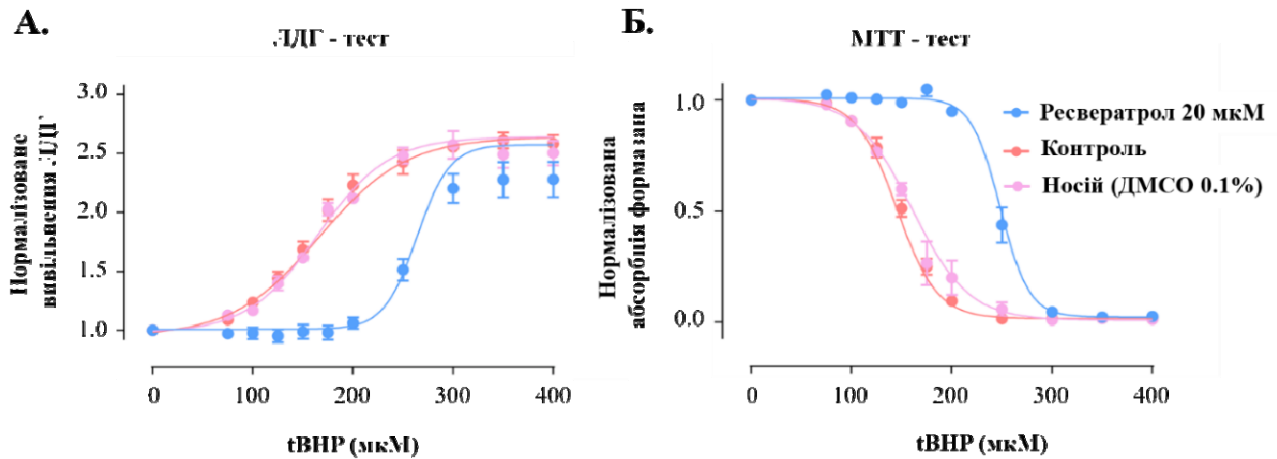 А.
ЛДГ - тест
Нормалізоване
вивільнення ЛДГ
3.0
2.5
2.0
1.5
1.0
0
100
200
300
400
tBHP (мкМ)
Б.
МТТ - тест
Нормалізована
абсорбція формазана
1.0
0.5
0.0
0
100
200
300
400
tBHP (мкМ)
Ресвератрол 20 мкМ
Контроль
Носій (ДМСО 0.1%)